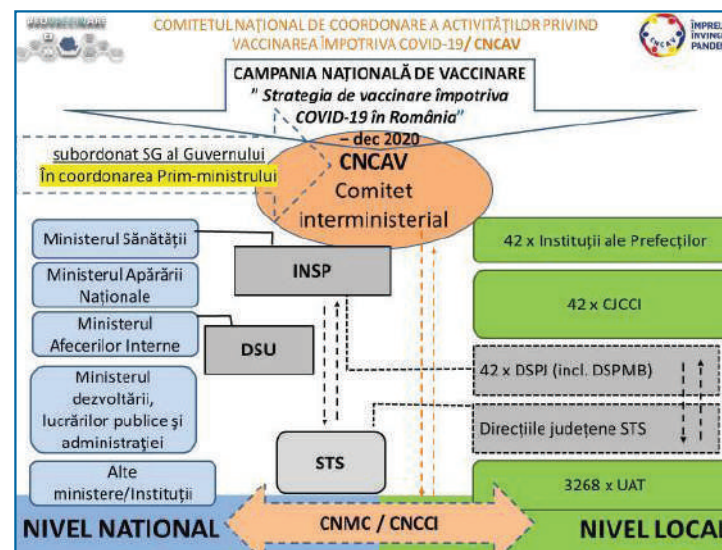 COMITETUL NAȚIONAL DE COORDONARE A ACTIVITĂȚILOR PRIVIND
VACCINAREA ÎMPOTRIVA COVID-19/ CNCAV
CNCAV
CAMPANIA NAȚIONALĂ DE VACCINARE
” Strategia de vaccinare împotriva
COVID-19 în România”
– dec 2020
subordonat SG al Guvernului
În coordonarea Prim-ministrului
CNCAV
Comitet
interministerial
Ministerul Sănătății
Ministerul Apărării
Naționale
Ministerul
Afecerilor Interne
Ministerul
dezvoltării,
lucrărilor publice și
administrației
Alte
ministere/Instituții
INSP
DSU
STS
42 x Instituții ale Prefecților
42 x CJCCI
42 x DSPJ (incl. DSPMB)
Direcțiile județene STS
3268 x UAT
NIVEL NATIONAL
CNMC / CNCCI
NIVEL LOCAL